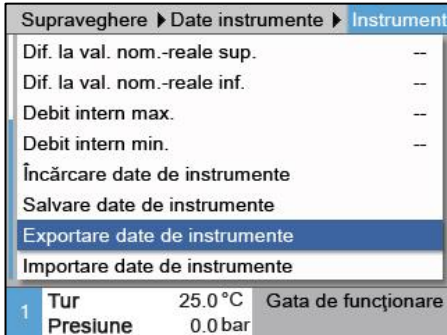 Supraveghere ▶ Date instrumente ▶ Instrument
Dif. la val. nom.-reale sup. --
Dif. la val. nom.-reale inf. --
Debit intern max. --
Debit intern min. --
Încărcare date de instrumente
Salvare date de instrumente
Exportare date de instrumente
Importare date de instrumente
1 Tur 25.0 °C Gata de funcţionare
Presiune 0.0 bar